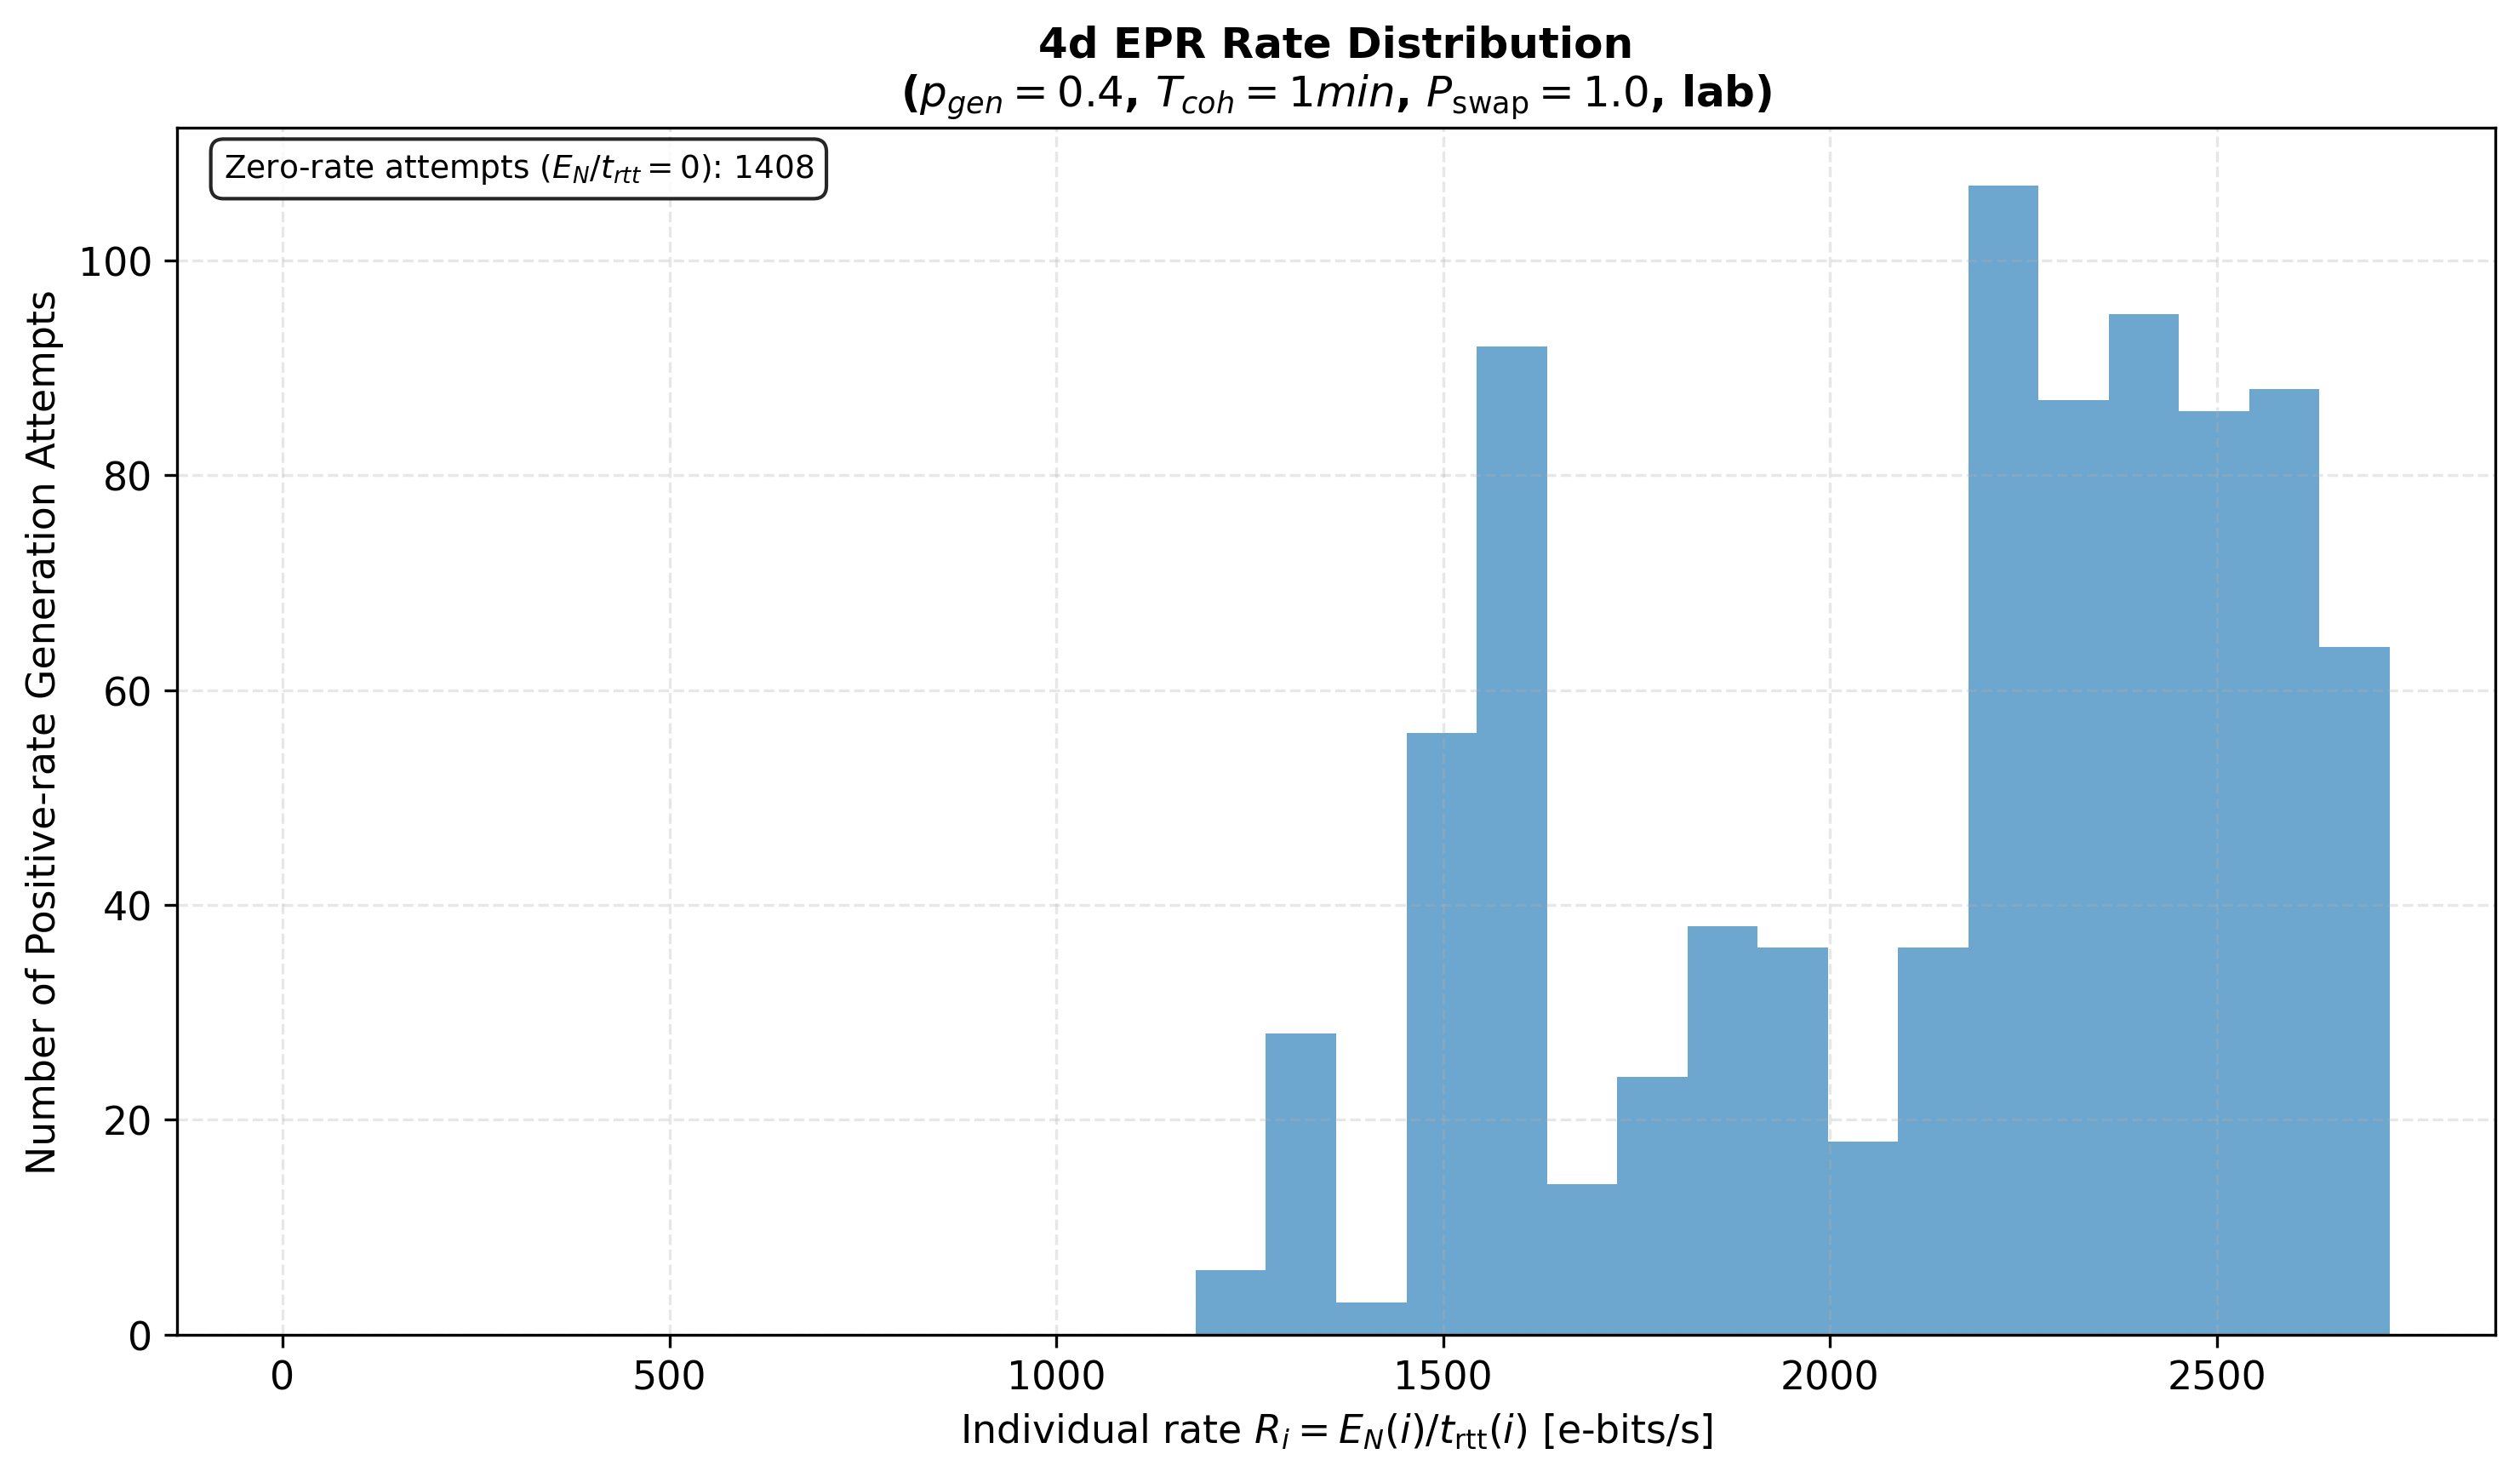 4d EPR Rate Distribution
(p_gen = 0.4, T_coh = 1min, P_swap = 1.0, lab)
Zero-rate attempts (E_N/t_rtt = 0): 1408
Number of Positive-rate Generation Attempts
100
80
60
40
20
0
0 500 1000 1500 2000 2500
Individual rate R_i = E_N(i)/t_rtt(i) [e-bits/s]